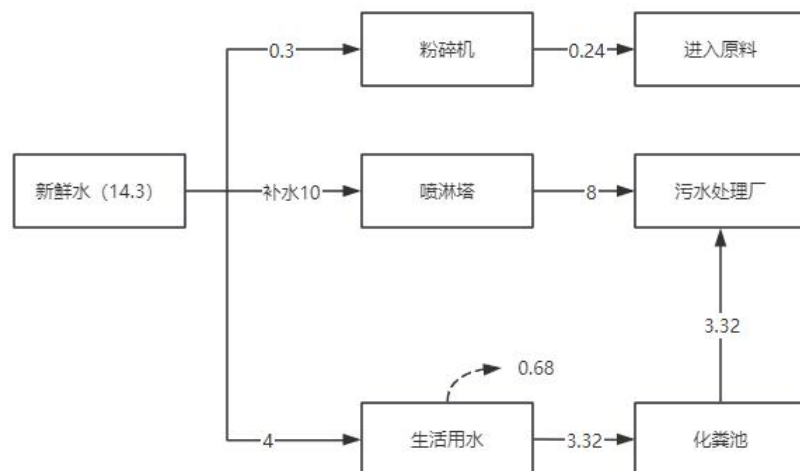 0.3
粉碎机
0.24
进入原料
新鲜水（14.3）
补水10
喷淋塔
8
污水处理厂
3.32
0.68
4
生活用水
3.32
化粪池